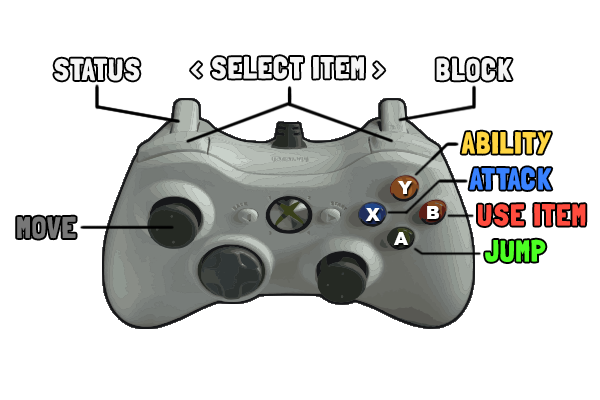 STATUS
< SELECT ITEM >
BLOCK
ABILITY
ATTACK
USE ITEM
JUMP
MOVE
Y
X
B
A